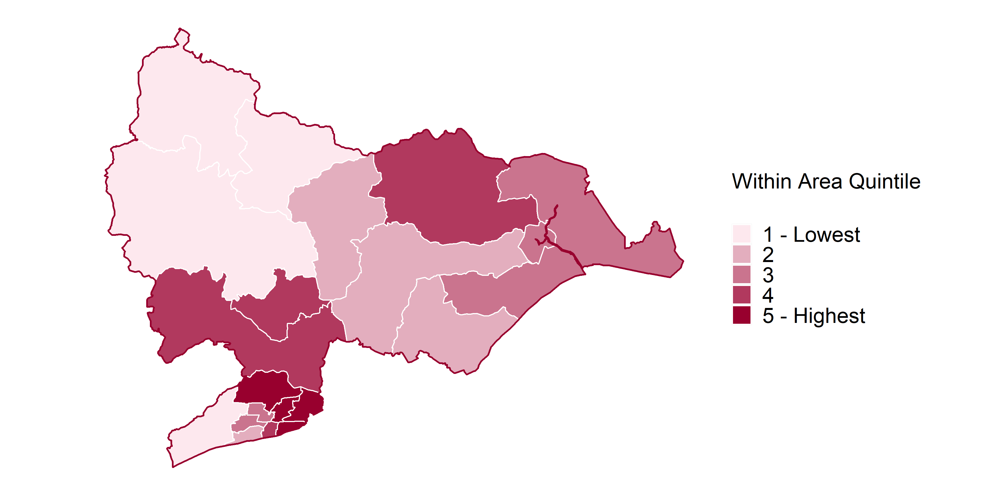 Within Area Quintile
1 - Lowest
2
3
4
5 - Highest